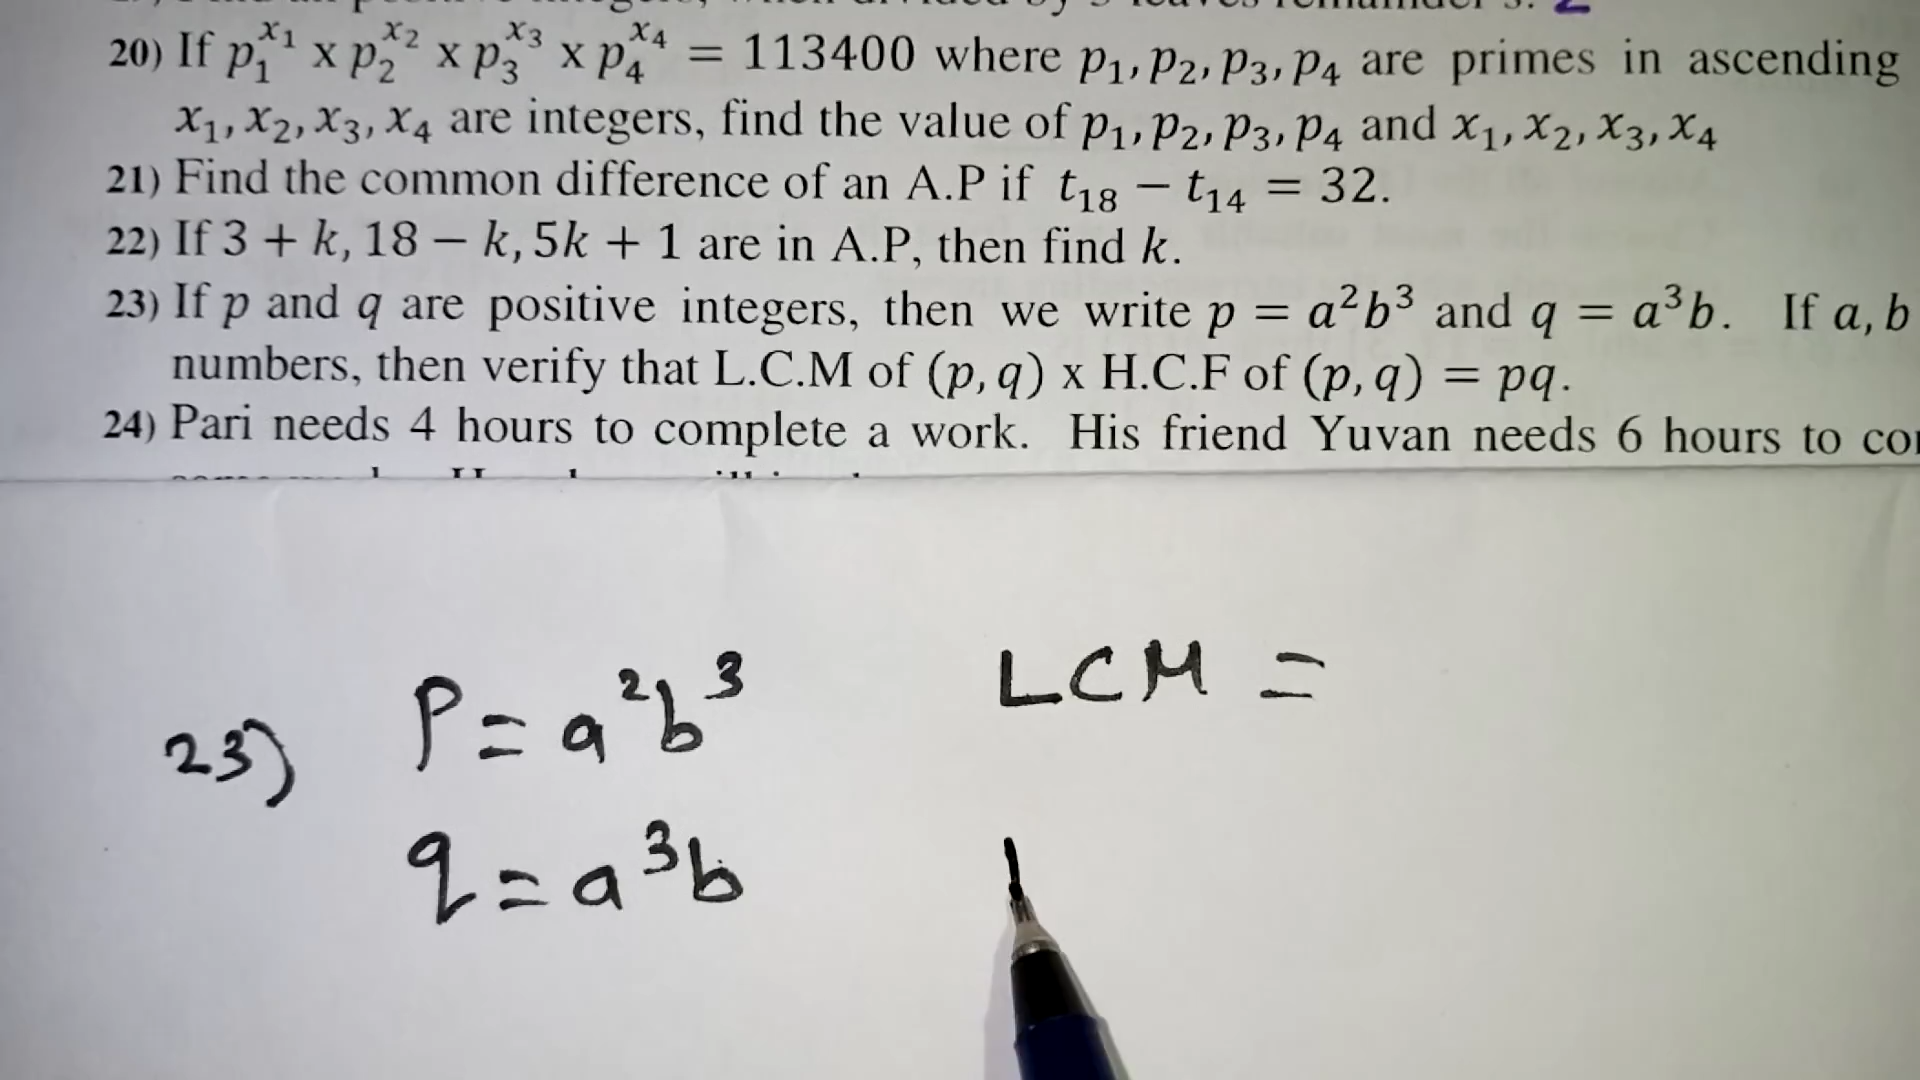 20) If p₁^x₁ x p₂^x₂ x p₃^x₃ x p₄^x₄ = 113400 where p₁, p₂, p₃, p₄ are primes in ascending
x₁, x₂, x₃, x₄ are integers, find the value of p₁, p₂, p₃, p₄ and x₁, x₂, x₃, x₄
21) Find the common difference of an A.P if t₁₈ − t₁₄ = 32.
22) If 3 + k, 18 − k, 5k + 1 are in A.P, then find k.
23) If p and q are positive integers, then we write p = a²b³ and q = a³b. If a, b
numbers, then verify that L.C.M of (p, q) x H.C.F of (p, q) = pq.
24) Pari needs 4 hours to complete a work. His friend Yuvan needs 6 hours to
23) P = a²b³ LCM =
q = a³b